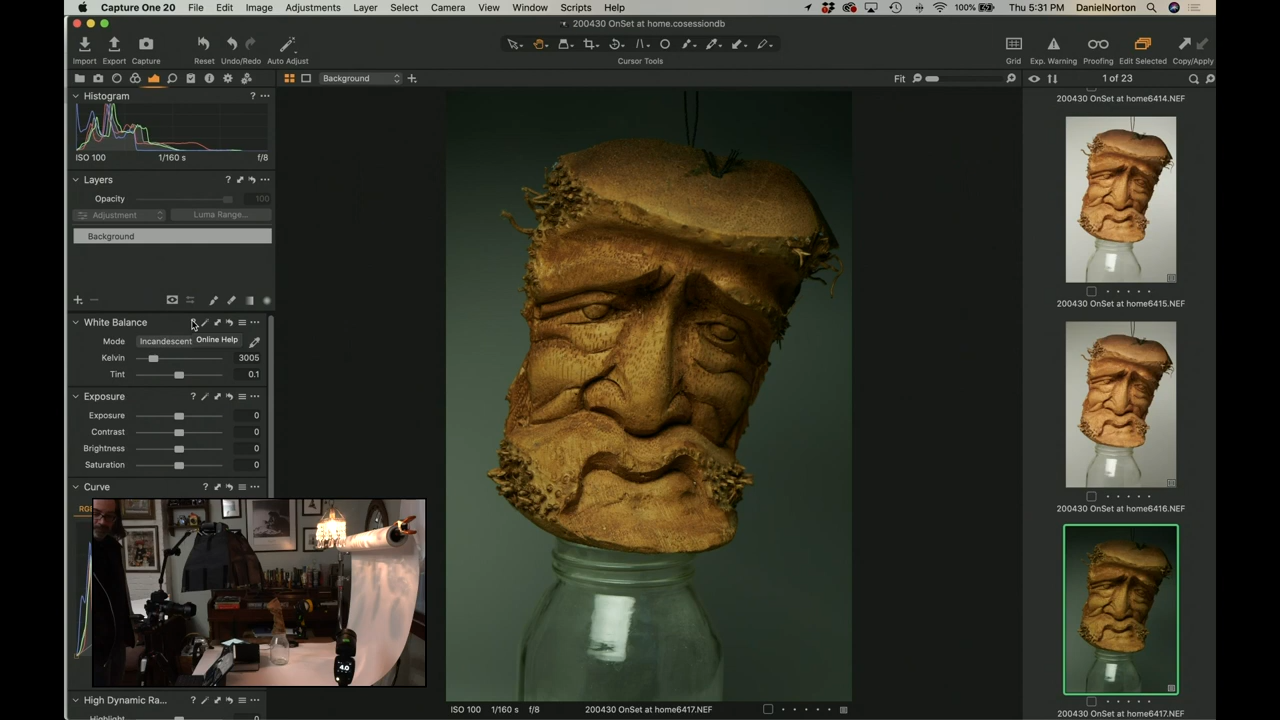 Capture One 20 File Edit Image Adjustments Layer Select Camera View Window Scripts Help 100% Thu 5:31 PM DanielNorton
200430 OnSet at home.cosessiondb
Import Export Capture Reset Undo/Redo Auto Adjust Cursor Tools Grid Exp. Warning Proofing Edit Selected Copy/Apply
Background Fit 1 of 23
Histogram
ISO 100 1/160 s f/8
Layers
Opacity 100
Adjustment Luma Range...
Background
White Balance
Mode Incandescent Online Help
Kelvin 3005
Tint 0.1
Exposure
Exposure 0
Contrast 0
Brightness 0
Saturation 0
Curve
RGB
4.0
High Dynamic Ra...
Highlight 0
ISO 100 1/160 s f/8 200430 OnSet at home6417.NEF
200430 OnSet at home6414.NEF
200430 OnSet at home6415.NEF
200430 OnSet at home6416.NEF
200430 OnSet at home6417.NEF